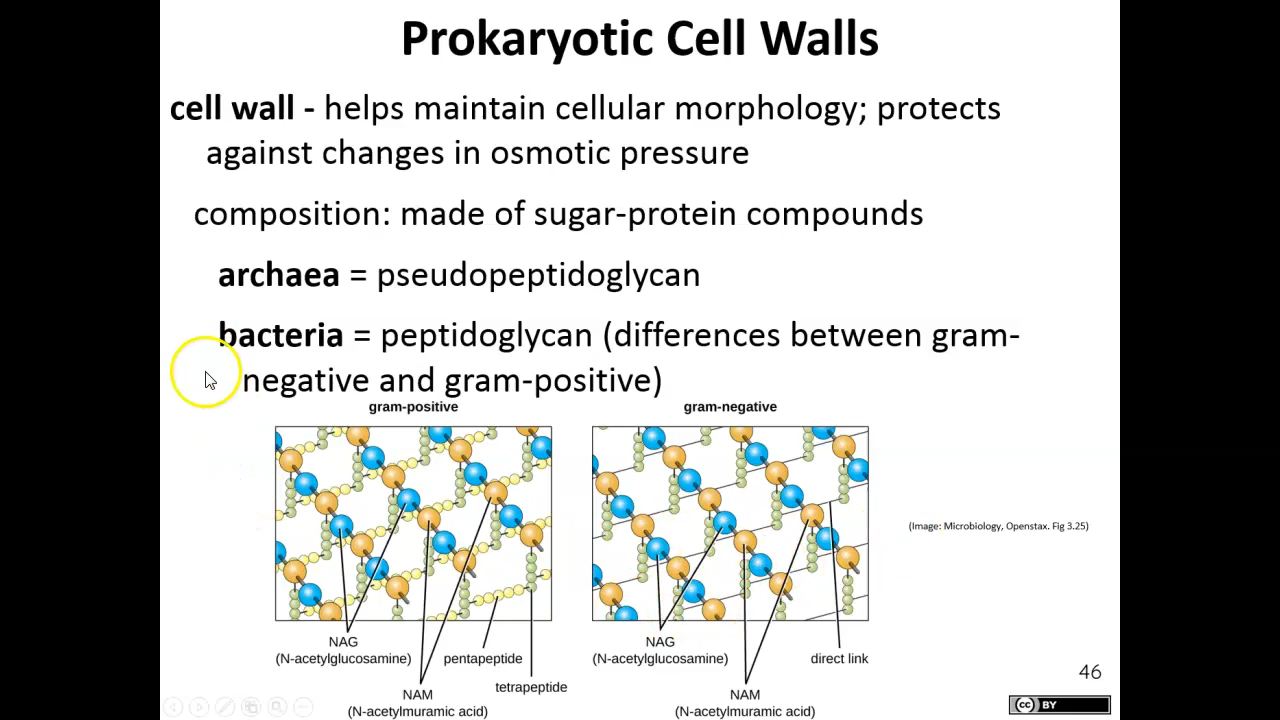 Prokaryotic Cell Walls
cell wall - helps maintain cellular morphology; protects
against changes in osmotic pressure
composition: made of sugar-protein compounds
archaea = pseudopeptidoglycan
bacteria = peptidoglycan (differences between gram-
negative and gram-positive)
gram-positive
NAG
(N-acetylglucosamine)
pentapeptide
tetrapeptide
NAM
(N-acetylmuramic acid)
gram-negative
NAG
(N-acetylglucosamine)
direct link
NAM
(N-acetylmuramic acid)
(Image: Microbiology, Openstax. Fig 3.25)
46
cc BY